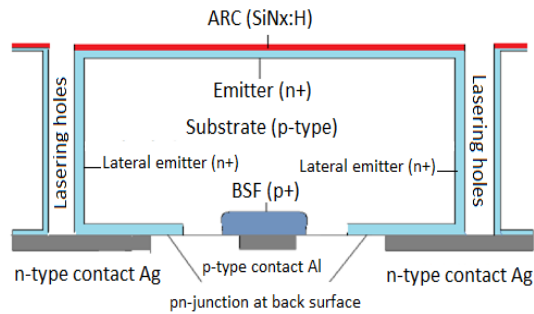 ARC (SiNx:H)
Emitter (n+)
Substrate (p-type)
Lasering holes
Lateral emitter (n+)
Lateral emitter (n+)
Lasering holes
BSF (p+)
n-type contact Ag
p-type contact Al
n-type contact Ag
pn-junction at back surface